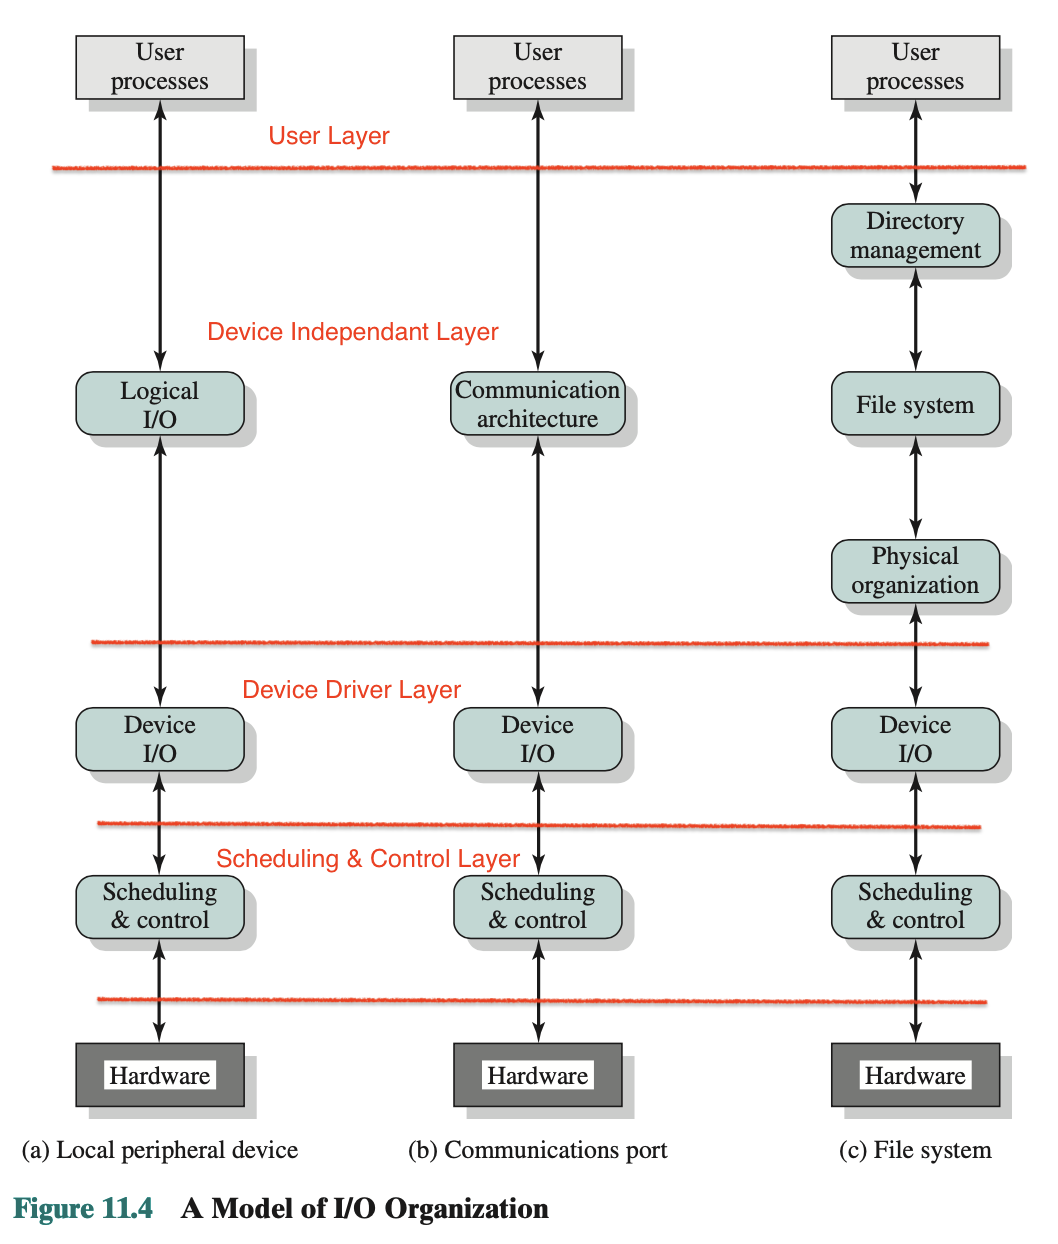 User
processes
User
processes
User
processes
User Layer
Directory
management
Device Independant Layer
Logical
I/O
Communication
architecture
File system
Physical
organization
Device Driver Layer
Device
I/O
Device
I/O
Device
I/O
Scheduling & Control Layer
Scheduling
& control
Scheduling
& control
Scheduling
& control
Hardware
Hardware
Hardware
(a) Local peripheral device
(b) Communications port
(c) File system
Figure 11.4 A Model of I/O Organization